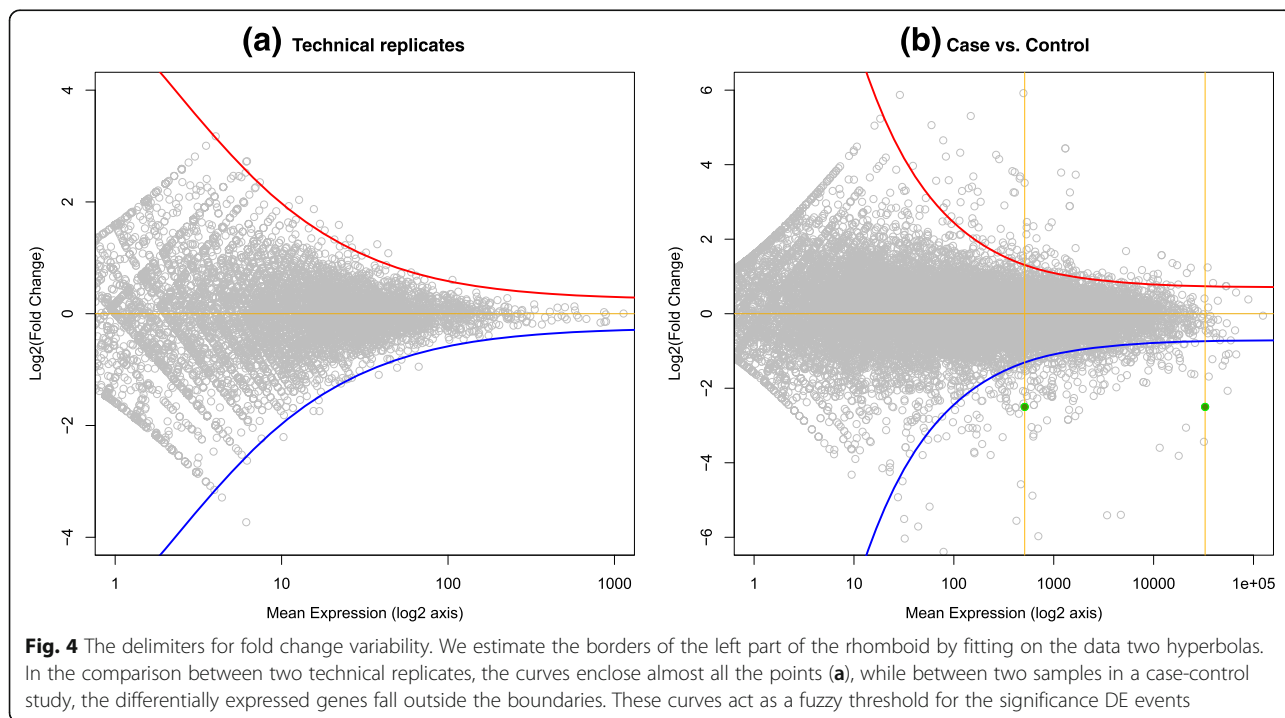 (a) Technical replicates
(b) Case vs. Control
4
2
0
-2
-4
Log2(Fold Change)
1
10
100
1000
Mean Expression (log2 axis)
6
4
2
0
-2
-4
-6
Log2(Fold Change)
1
10
100
1000
10000
1e+05
Mean Expression (log2 axis)
Fig. 4 The delimiters for fold change variability. We estimate the borders of the left part of the rhomboid by fitting on the data two hyperbolas.
In the comparison between two technical replicates, the curves enclose almost all the points (a), while between two samples in a case-control
study, the differentially expressed genes fall outside the boundaries. These curves act as a fuzzy threshold for the significance DE events